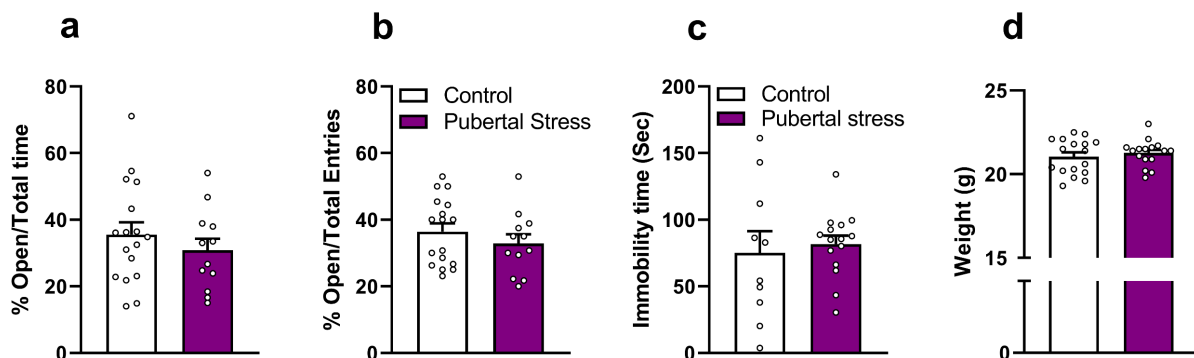 a
b
c
d
% Open/Total time
80
60
40
20
0
% Open/Total Entries
80
60
40
20
0
Control
Pubertal Stress
Immobility time (Sec)
200
150
100
50
0
Control
Pubertal stress
Weight (g)
25
20
15
0